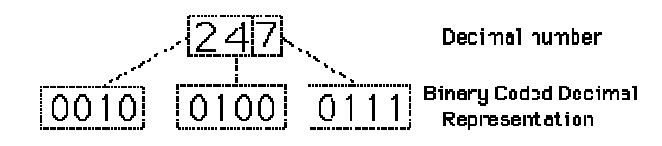 247 Decimal number
0010 0100 0111 Binary Coded Decimal
Representation